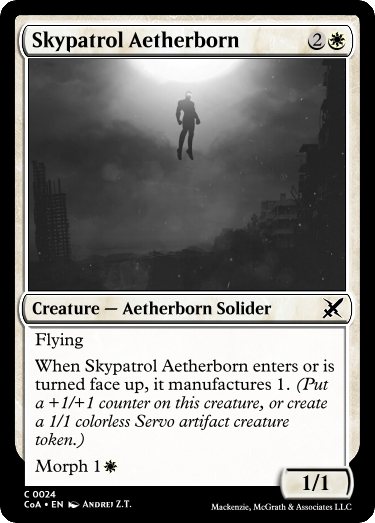 Skypatrol Aetherborn 2
Creature — Aetherborn Solider
Flying
When Skypatrol Aetherborn enters or is
turned face up, it manufactures 1. (Put
a +1/+1 counter on this creature, or create
a 1/1 colorless Servo artifact creature
token.)
Morph 1
1/1
C 0024
CoA • EN Andrej Z.T.
Mackenzie, McGrath & Associates LLC